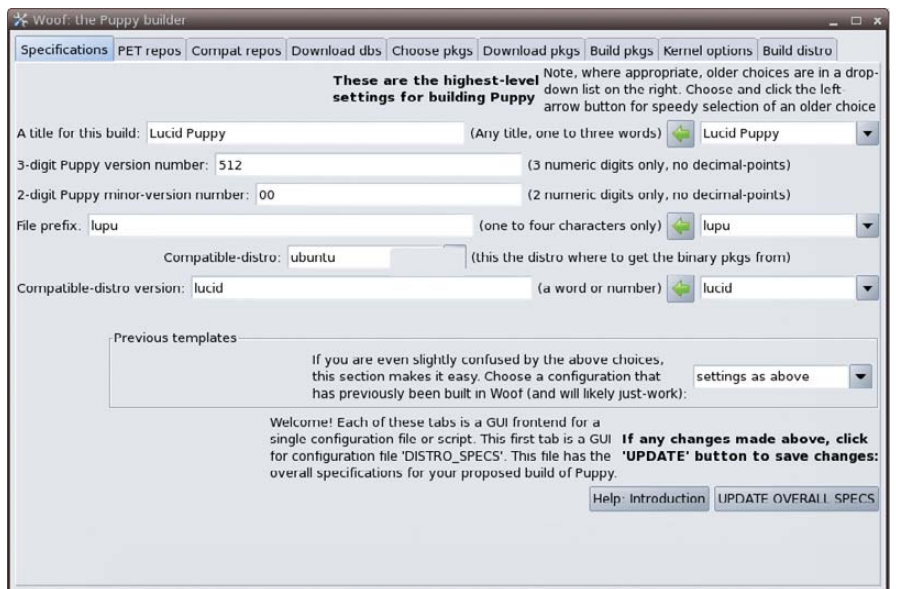 Woof: the Puppy builder
Specifications PET repos Compat repos Download dbs Choose pkgs Download pkgs Build pkgs Kernel options Build distro
These are the highest-level
settings for building Puppy
Note, where appropriate, older choices are in a drop-
down list on the right. Choose and click the left-
arrow button for speedy selection of an older choice
A title for this build: Lucid Puppy (Any title, one to three words) Lucid Puppy
3-digit Puppy version number: 512 (3 numeric digits only, no decimal-points)
2-digit Puppy minor-version number: 00 (2 numeric digits only, no decimal-points)
File prefix. lupu (one to four characters only) lupu
Compatible-distro: ubuntu (this the distro where to get the binary pkgs from)
Compatible-distro version: lucid (a word or number) lucid
Previous templates
If you are even slightly confused by the above choices,
this section makes it easy. Choose a configuration that
has previously been built in Woof (and will likely just-work):
settings as above
Welcome! Each of these tabs is a GUI frontend for a
single configuration file or script. This first tab is a GUI
for configuration file 'DISTRO_SPECS'. This file has the
overall specifications for your proposed build of Puppy.
If any changes made above, click
'UPDATE' button to save changes:
Help: Introduction UPDATE OVERALL SPECS